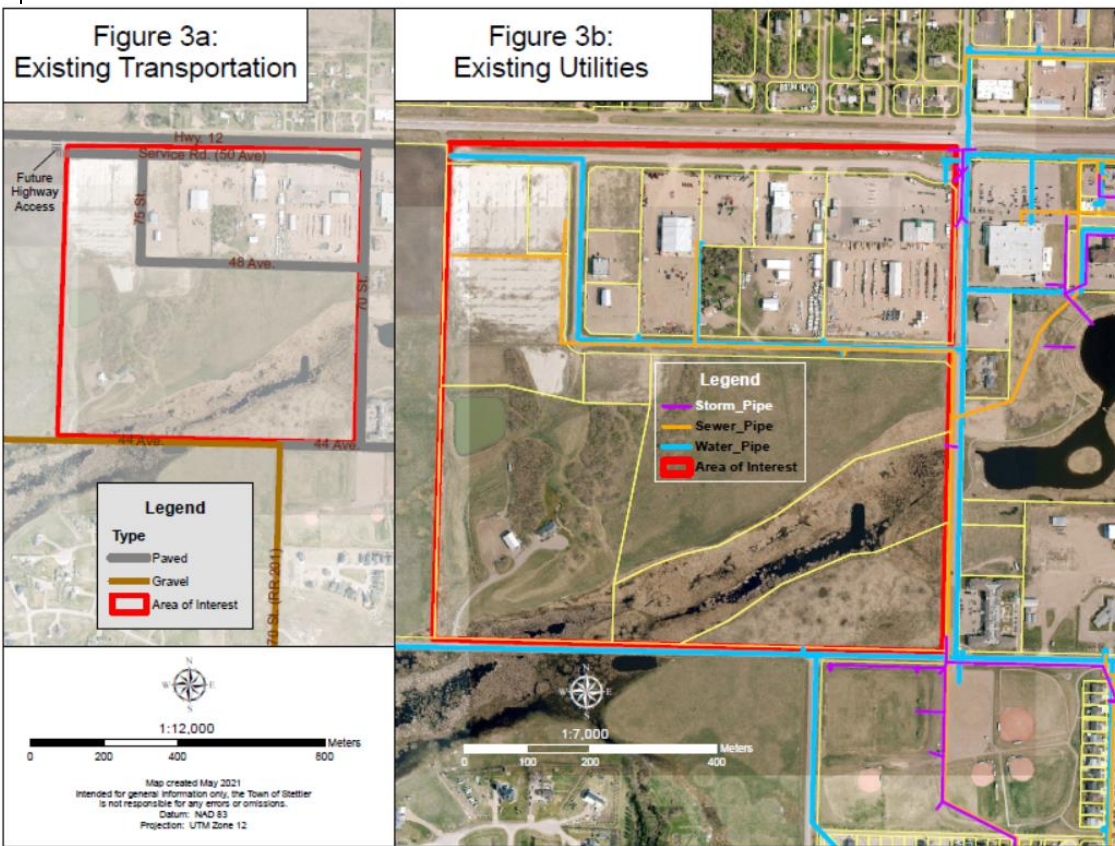 Figure 3a:
Existing Transportation
Hwy. 12
Service Rd. (50 Ave)
Future
Highway
Access
75 St.
48 Ave.
70 St.
44 Ave.
44 Ave.
Legend
Type
Paved
Gravel
Area of Interest
N
W
E
S
1:12,000
Meters
0
200
400
800
Map created May 2021
Intended for general information only, the Town of Stettler
is not responsible for any errors or omissions.
Datum: NAD 83
Projection: UTM Zone 12
Figure 3b:
Existing Utilities
Legend
Storm_Pipe
Sewer_Pipe
Water_Pipe
Area of Interest
N
W
E
S
1:7,000
Meters
0
100
200
400